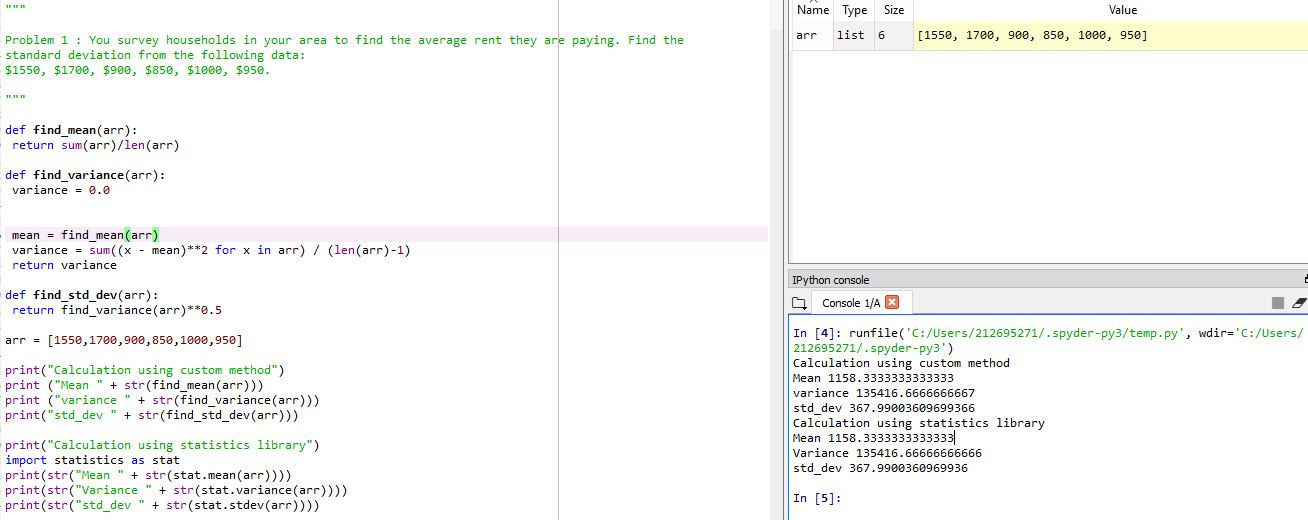 """
Problem 1 : You survey households in your area to find the average rent they are paying. Find the
standard deviation from the following data:
$1550, $1700, $900, $850, $1000, $950.
"""
def find_mean(arr):
 return sum(arr)/len(arr)
def find_variance(arr):
 variance = 0.0
 mean = find_mean(arr)
 variance = sum((x - mean)**2 for x in arr) / (len(arr)-1)
 return variance
def find_std_dev(arr):
 return find_variance(arr)**0.5
arr = [1550,1700,900,850,1000,950]
print("Calculation using custom method")
print ("Mean " + str(find_mean(arr)))
print ("variance " + str(find_variance(arr)))
print("std_dev " + str(find_std_dev(arr)))
print("Calculation using statistics library")
import statistics as stat
print(str("Mean " + str(stat.mean(arr))))
print(str("Variance " + str(stat.variance(arr))))
print(str("std_dev " + str(stat.stdev(arr))))
Name Type Size Value
arr list 6 [1550, 1700, 900, 850, 1000, 950]
IPython console
Console 1/A
In [4]: runfile('C:/Users/212695271/.spyder-py3/temp.py', wdir='C:/Users/
212695271/.spyder-py3')
Calculation using custom method
Mean 1158.3333333333333
variance 135416.6666666667
std_dev 367.99003609699366
Calculation using statistics library
Mean 1158.3333333333333
Variance 135416.66666666666
std_dev 367.9900360969936
In [5]: